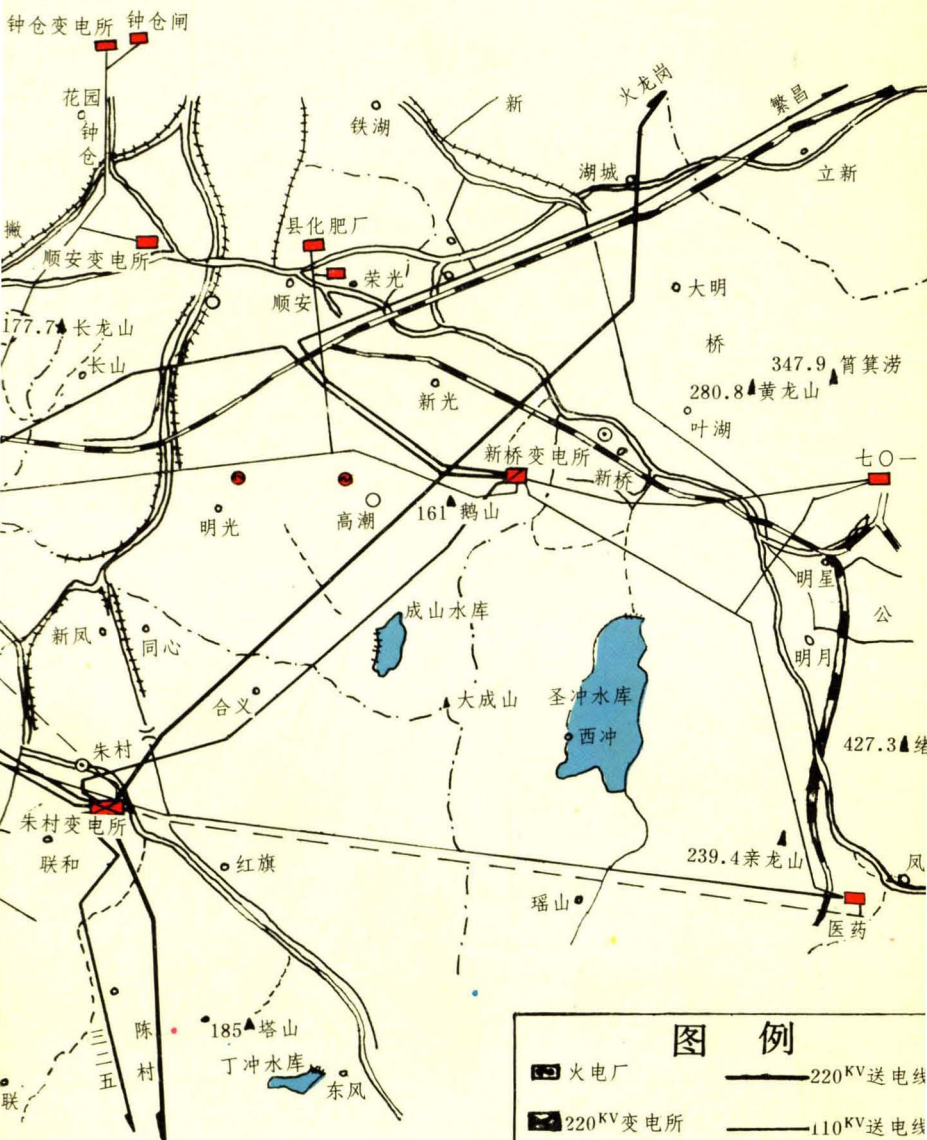 钟仓变电所
钟仓闸
花园
钟仓
铁湖
新
火龙岗
繁昌
湖城
立新
撇
顺安变电所
县化肥厂
顺安
荣光
大明
177.7 长龙山
长山
桥
347.9 筲箕涝
280.8 黄龙山
新光
叶湖
新桥变电所
新桥
七〇一
明光
高潮
161 鹅山
明星
成山水库
公
新凤
同心
明月
合义
大成山
圣冲水库
西冲
朱村
427.3
朱村变电所
联和
红旗
239.4 亲龙山
凤
瑶山
医药
三二五
陈村
185 塔山
丁冲水库
东风
联
图 例
火电厂
220KV送电线
220KV变电所
110KV送电线